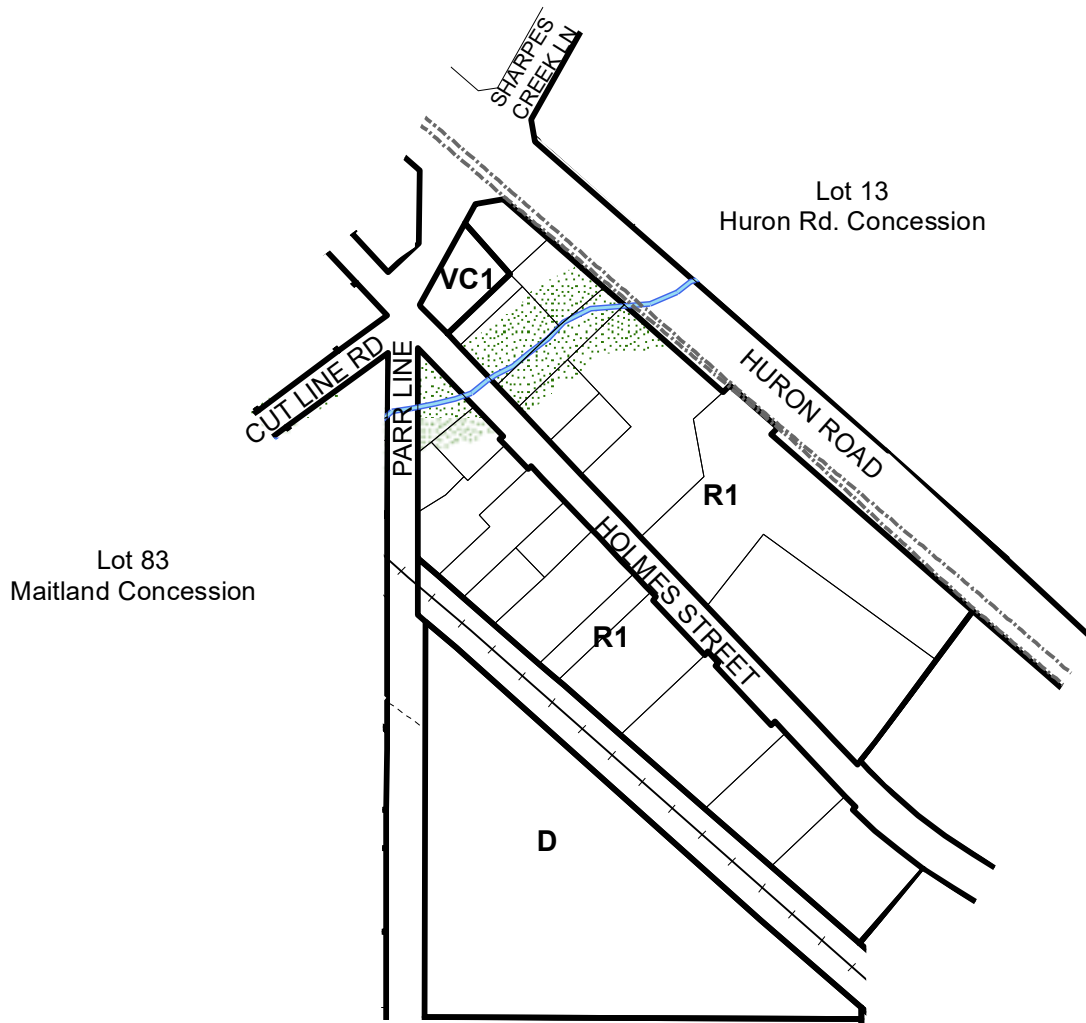 SHARPES
CREEK LN
Lot 13
Huron Rd. Concession
VC1
CUT LINE RD
PARR LINE
HURON ROAD
R1
Lot 83
Maitland Concession
HOLMES STREET
R1
D